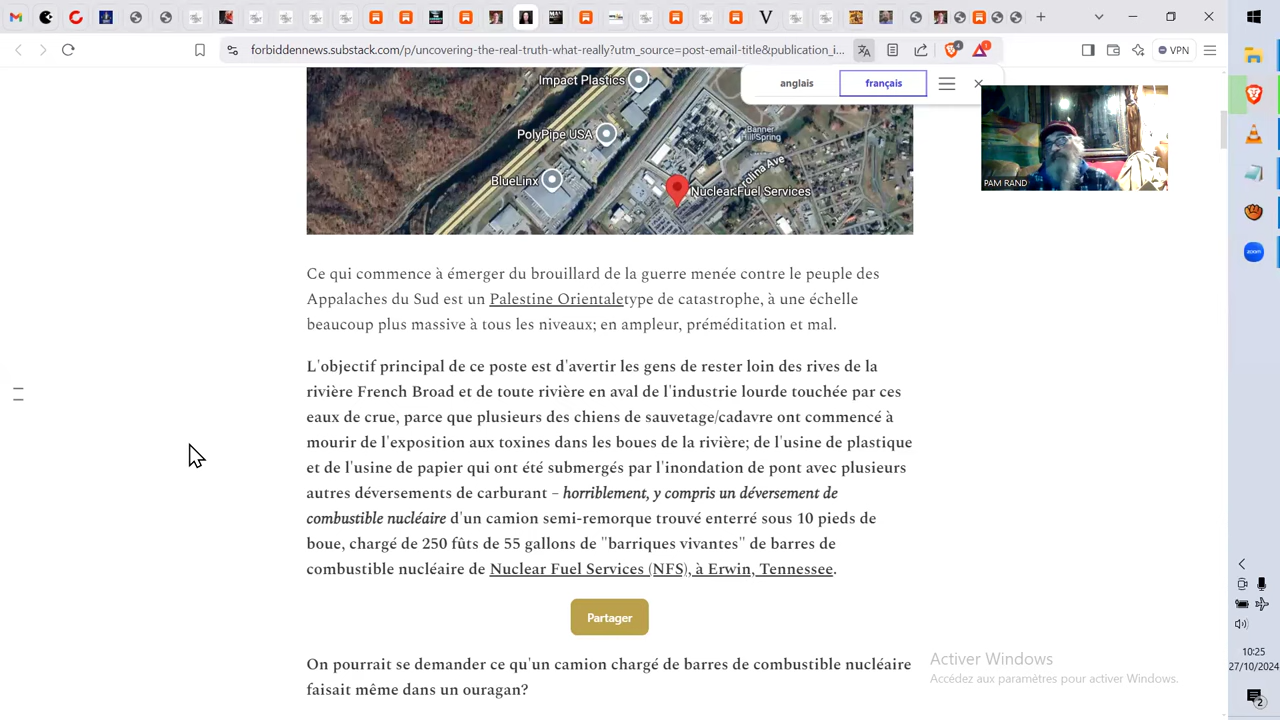 forbiddennews.substack.com/p/uncovering-the-real-truth-what-really?utm_source=post-email-title&publication_i...
4
1
VPN
anglais
français
Impact Plastics
PolyPipe USA
BlueLinx
Banner
Hill Spring
rolina Ave
Nuclear Fuel Services
PAM RAND
Ce qui commence à émerger du brouillard de la guerre menée contre le peuple des
Appalaches du Sud est un Palestine Orientaletype de catastrophe, à une échelle
beaucoup plus massive à tous les niveaux; en ampleur, préméditation et mal.
L'objectif principal de ce poste est d'avertir les gens de rester loin des rives de la
rivière French Broad et de toute rivière en aval de l'industrie lourde touchée par ces
eaux de crue, parce que plusieurs des chiens de sauvetage/cadavre ont commencé à
mourir de l'exposition aux toxines dans les boues de la rivière; de l'usine de plastique
et de l'usine de papier qui ont été submergés par l'inondation de pont avec plusieurs
autres déversements de carburant – horriblement, y compris un déversement de
combustible nucléaire d'un camion semi-remorque trouvé enterré sous 10 pieds de
boue, chargé de 250 fûts de 55 gallons de "barriques vivantes" de barres de
combustible nucléaire de Nuclear Fuel Services (NFS), à Erwin, Tennessee.
Partager
On pourrait se demander ce qu'un camion chargé de barres de combustible nucléaire
faisait même dans un ouragan?
Activer Windows
Accédez aux paramètres pour activer Windows.
zoom
10:25
27/10/2024
2